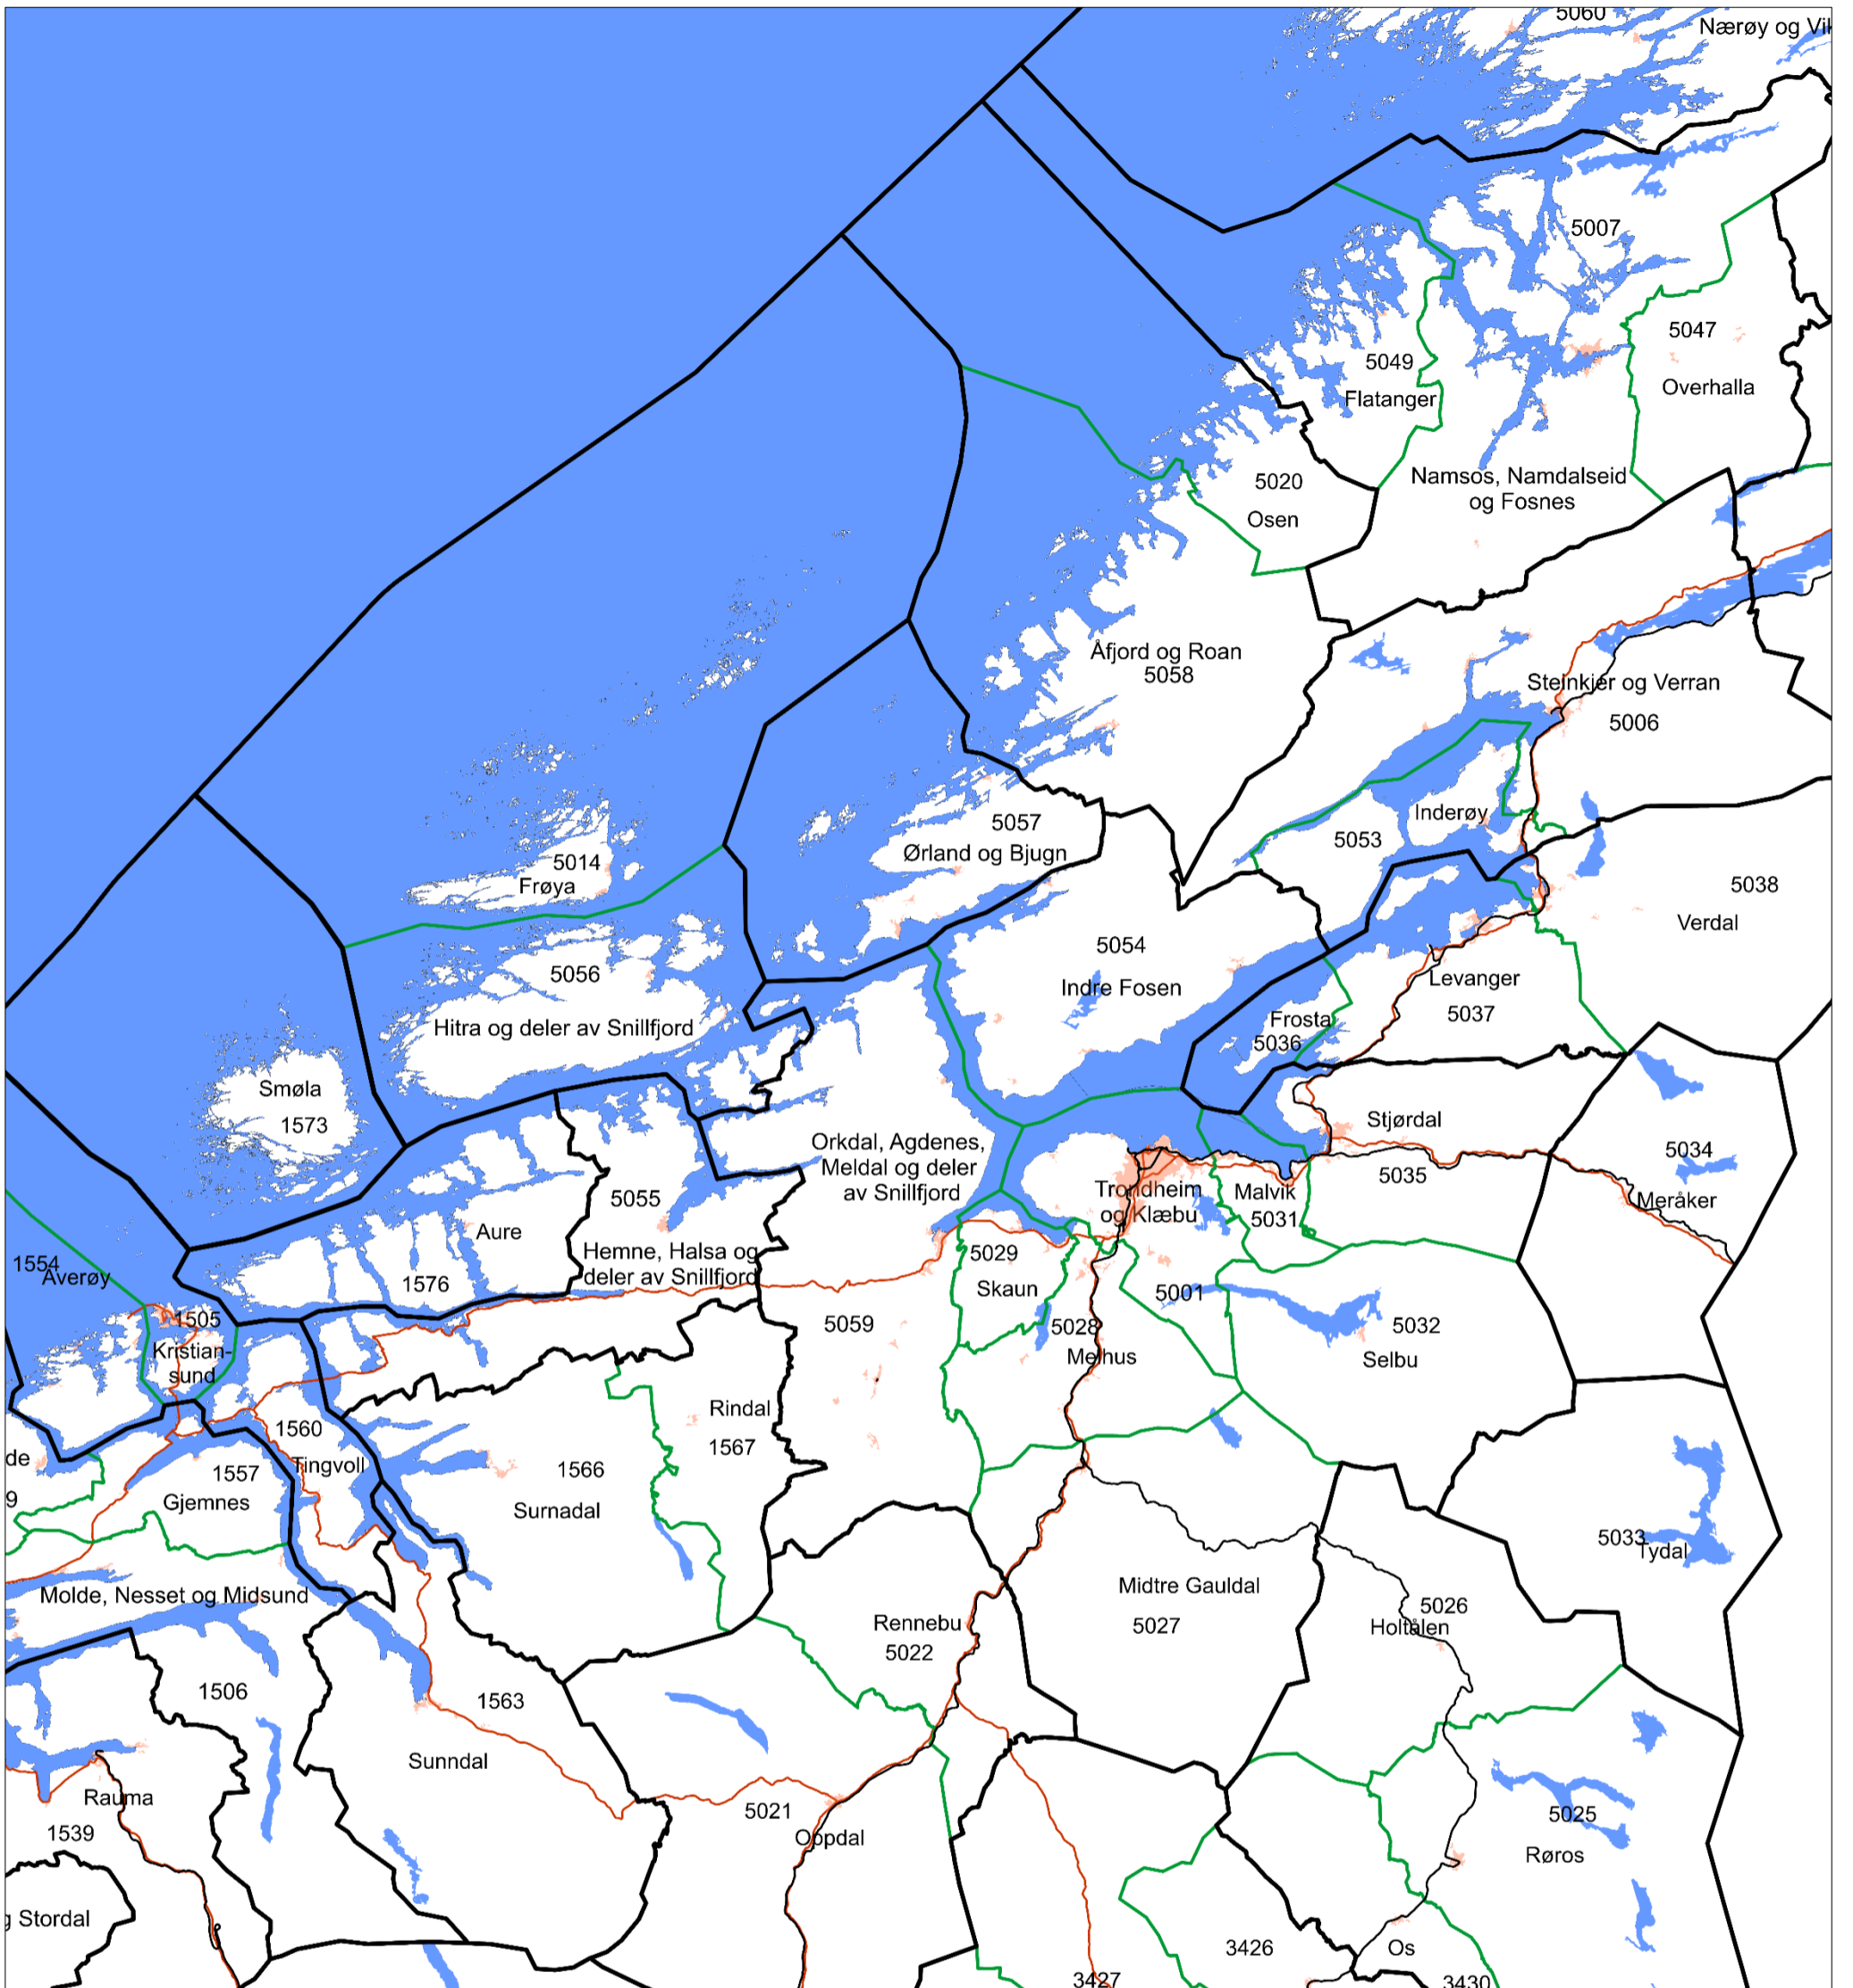 5060
Nærøy og Vik
5007
5047
Overhalla
5049
Flatanger
Namsos, Namdalseid
og Fosnes
5020
Osen
Åfjord og Roan
5058
Steinkjer og Verran
5006
Inderøy
5053
5057
Ørland og Bjugn
5014
Frøya
5038
Verdal
5054
Indre Fosen
5056
Hitra og deler av Snillfjord
Levanger
5037
Frosta
5036
Smøla
1573
Stjørdal
5035
5034
Meråker
Orkdal, Agdenes,
Meldal og deler
av Snillfjord
5055
Hemne, Halsa og
deler av Snillfjord
Aure
1576
Trondheim
og Klæbu
Malvik
5031
1554
Averøy
5029
Skaun
5001
1505
Kristian-
sund
5059
5028
Melhus
5032
Selbu
Rindal
1567
1560
Tingvoll
de
9
1557
Gjemnes
1566
Surnadal
5033
Tydal
Molde, Nesset og Midsund
Midtre Gauldal
5027
5026
Holtålen
Rennebu
5022
1506
1563
Sunndal
Rauma
1539
5021
Oppdal
5025
Røros
g Stordal
3426
Os
3427
3430